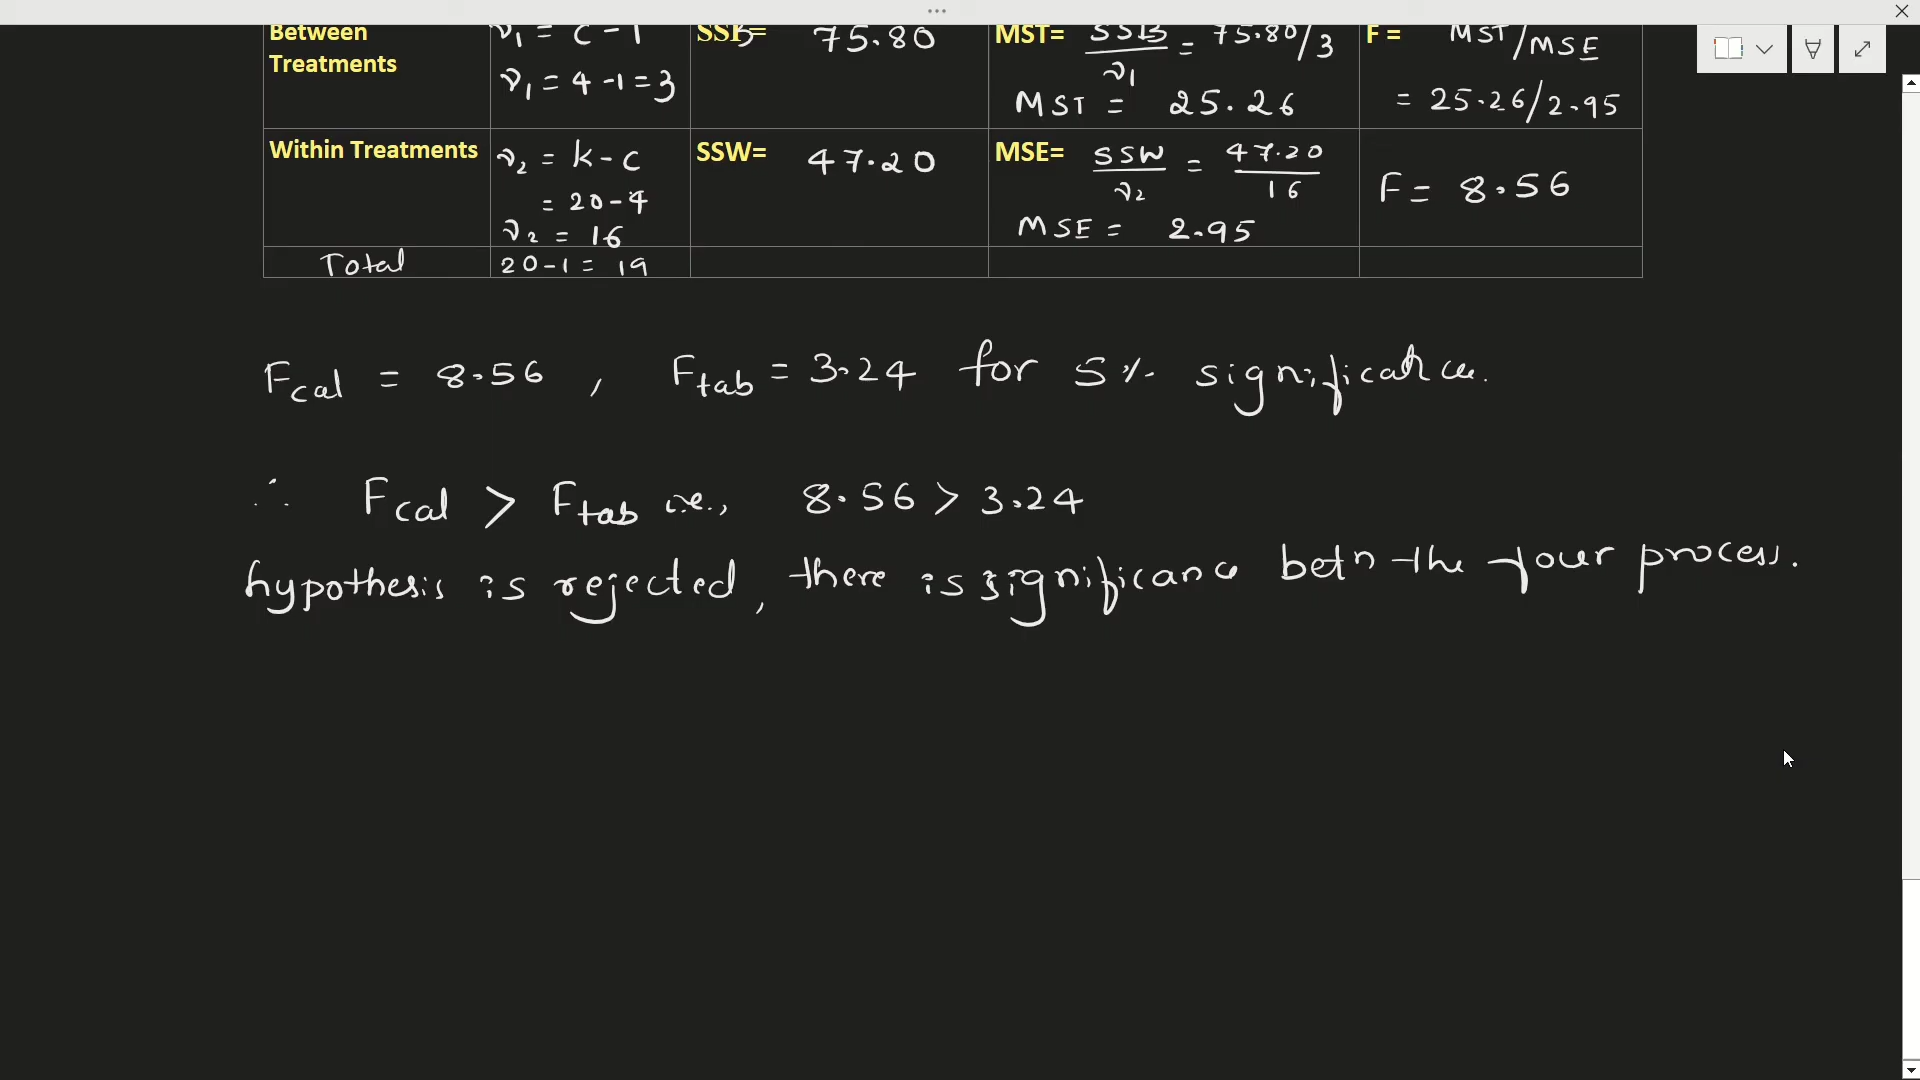 Between Treatments ν₁ = c - 1 SSB= 75.80 MST= SSB/ν₁ = 75.80/3 F = MST/MSE
ν₁ = 4 - 1 = 3 MST = 25.26 = 25.26/2.95
Within Treatments ν₂ = k - c SSW= 47.20 MSE= SSW/ν₂ = 47.20/16 F = 8.56
= 20 - 4
ν₂ = 16 MSE = 2.95
Total 20 - 1 = 19
Fcal = 8.56 , Ftab = 3.24 for 5% significance.
∴ Fcal > Ftab i.e., 8.56 > 3.24
hypothesis is rejected, there is significance betn the four process.